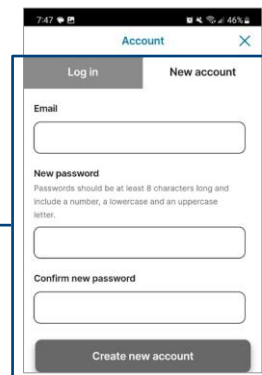 7:47 46%
Account
Log in New account
Email
New password
Passwords should be at least 8 characters long and
include a number, a lowercase and an uppercase
letter.
Confirm new password
Create new account